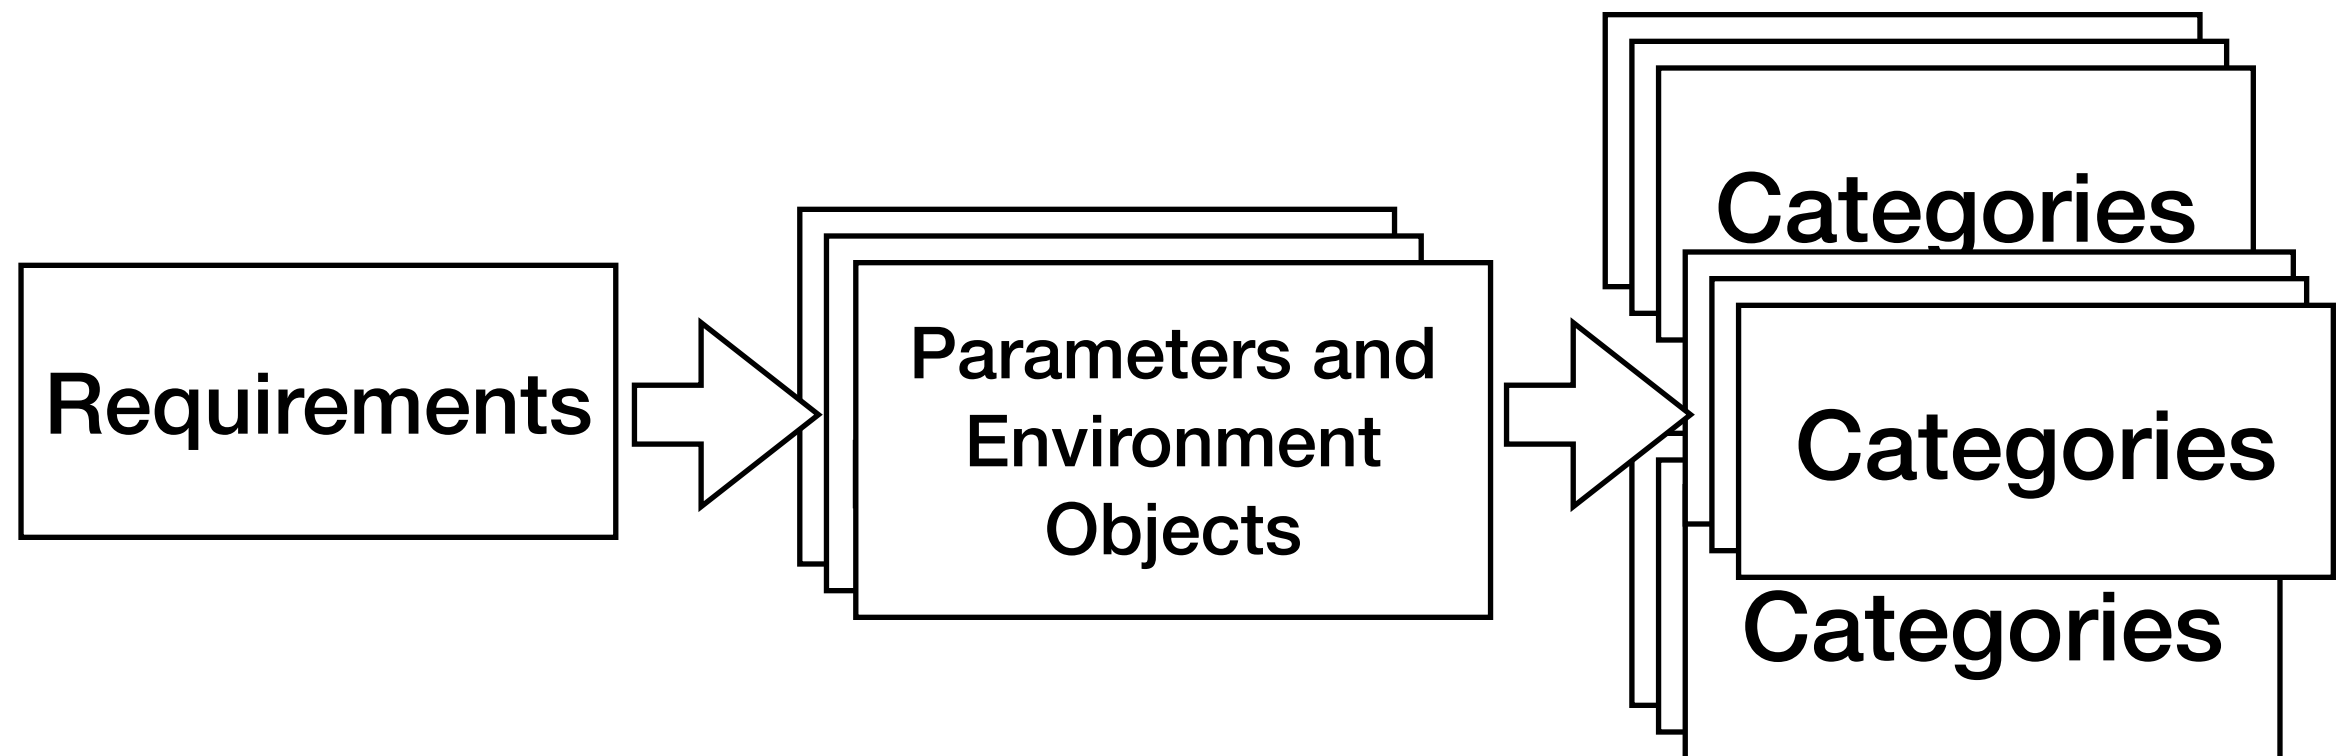 Requirements
Parameters and
Environment
Objects
Categories
Categories
Categories